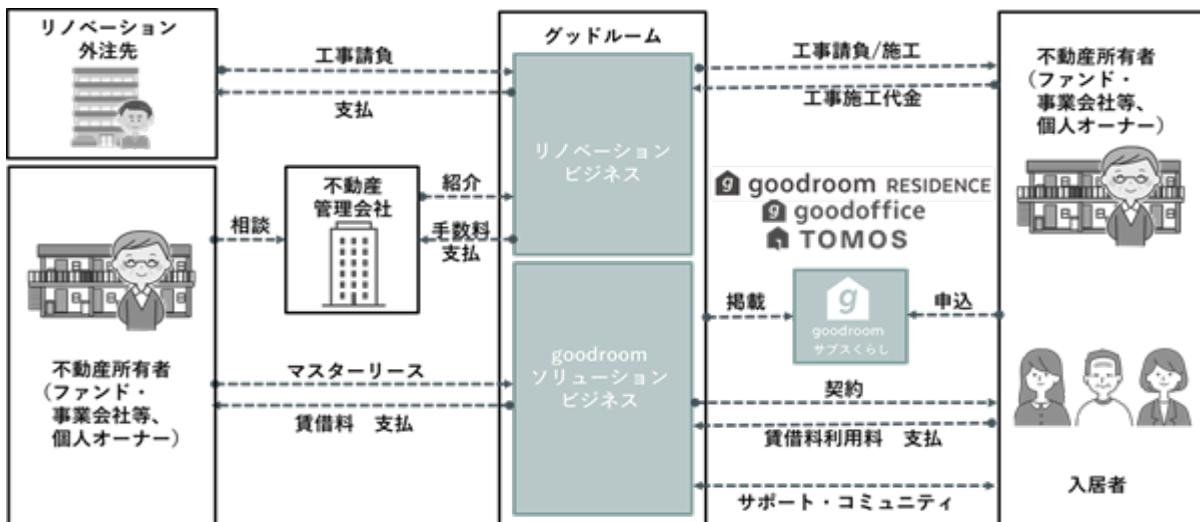 リノベーション
外注先
工事請負
支払
グッドルーム
リノベーション
ビジネス
工事請負/施工
工事施工代金
不動産所有者
（ファンド・
事業会社等、
個人オーナー）
不動産
管理会社
相談
紹介
手数料
支払
g goodroom RESIDENCE
g goodoffice
TOMOS
掲載
g
goodroom
サブスくらし
申込
不動産所有者
（ファンド・
事業会社等、
個人オーナー）
マスターリース
賃借料　支払
goodroom
ソリューション
ビジネス
契約
賃借料利用料　支払
サポート・コミュニティ
入居者